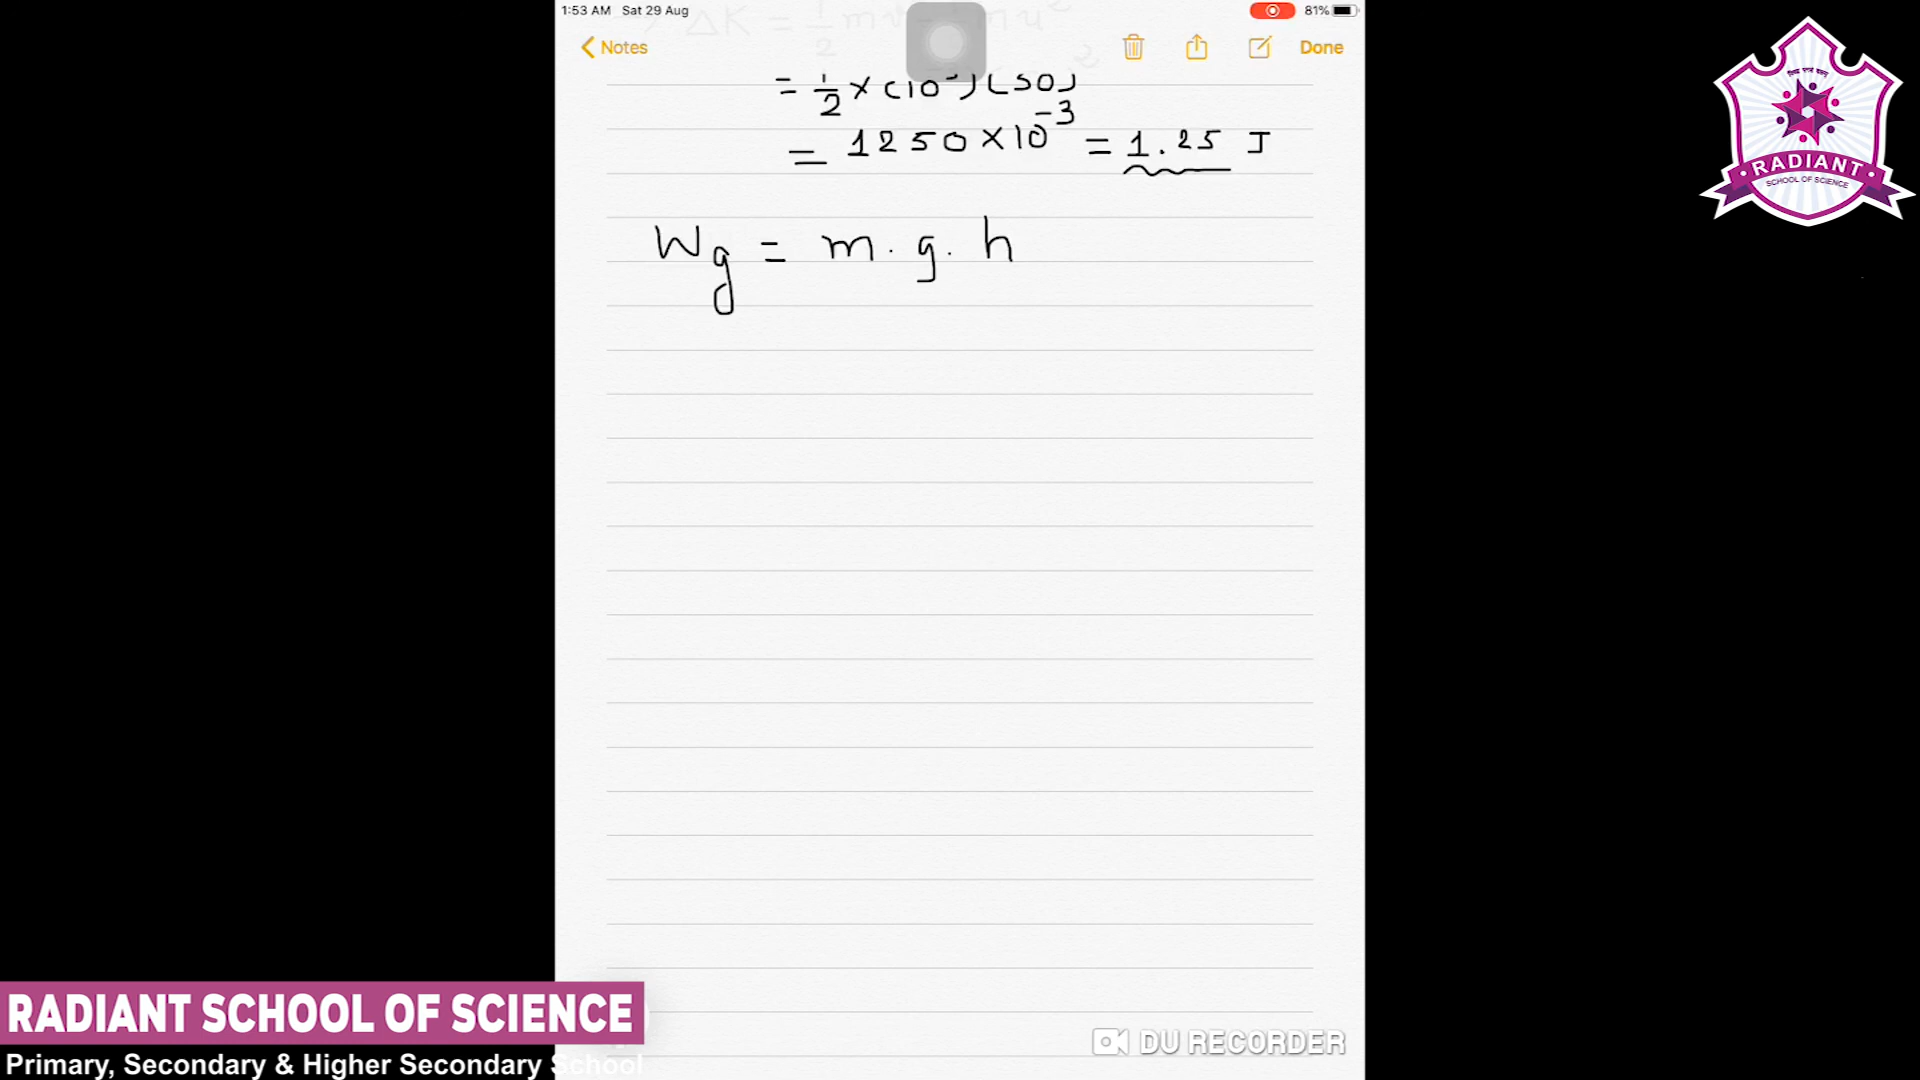 1:53 AM Sat 29 Aug 81%
Notes Done
= 1/2 × (10⁻³)(50)
= 1250 × 10⁻³ = 1.25 J
W_g = m . g . h
RADIANT
SCHOOL OF SCIENCE
RADIANT SCHOOL OF SCIENCE
Primary, Secondary & Higher Secondary School
DU RECORDER